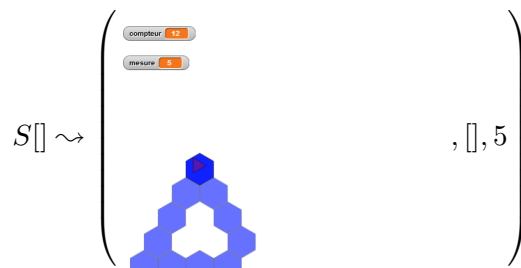 compteur 12
mesure 5
S[] ⇝ ( , [], 5 )